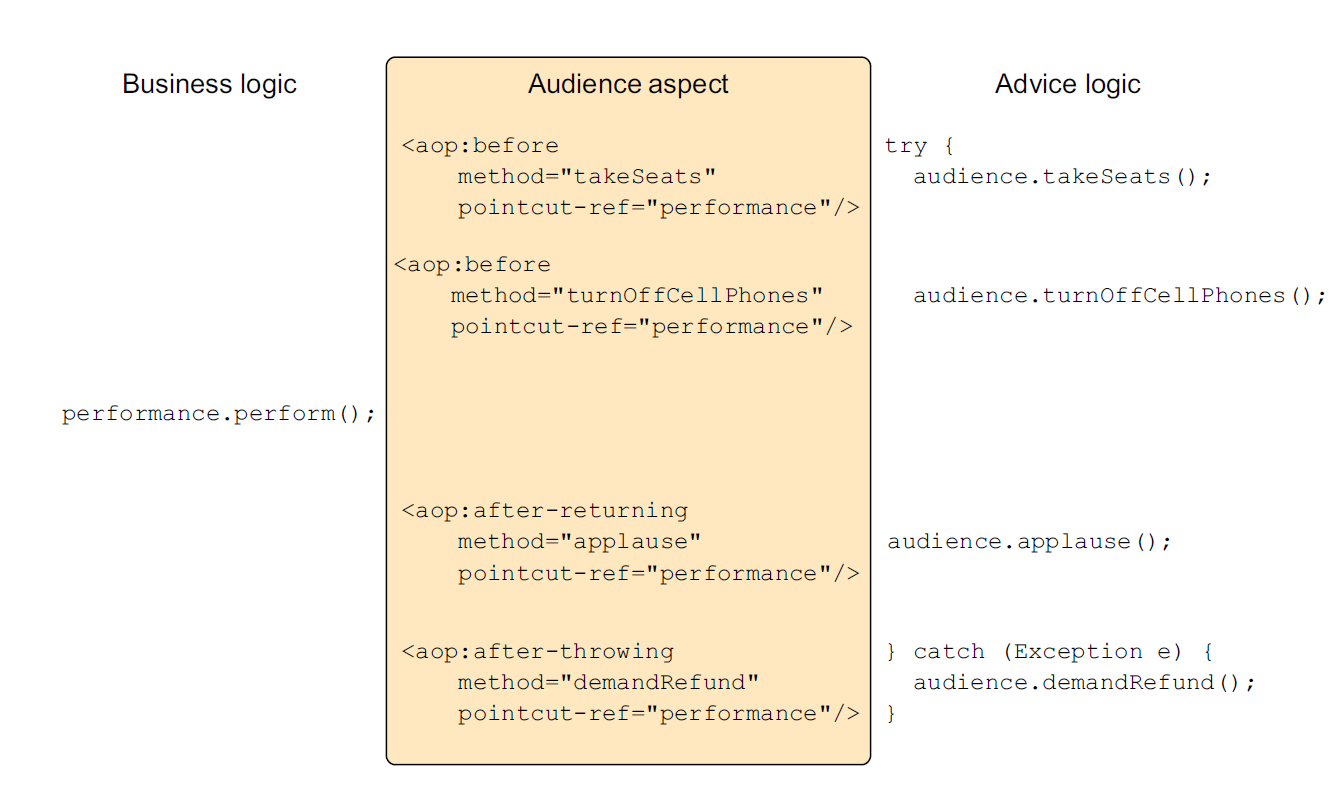 Business logic
Audience aspect
Advice logic
<aop:before
method="takeSeats"
pointcut-ref="performance"/>
try {
audience.takeSeats();
<aop:before
method="turnOffCellPhones"
pointcut-ref="performance"/>
audience.turnOffCellPhones();
performance.perform();
<aop:after-returning
method="applause"
pointcut-ref="performance"/>
audience.applause();
<aop:after-throwing
method="demandRefund"
pointcut-ref="performance"/>
} catch (Exception e) {
audience.demandRefund();
}